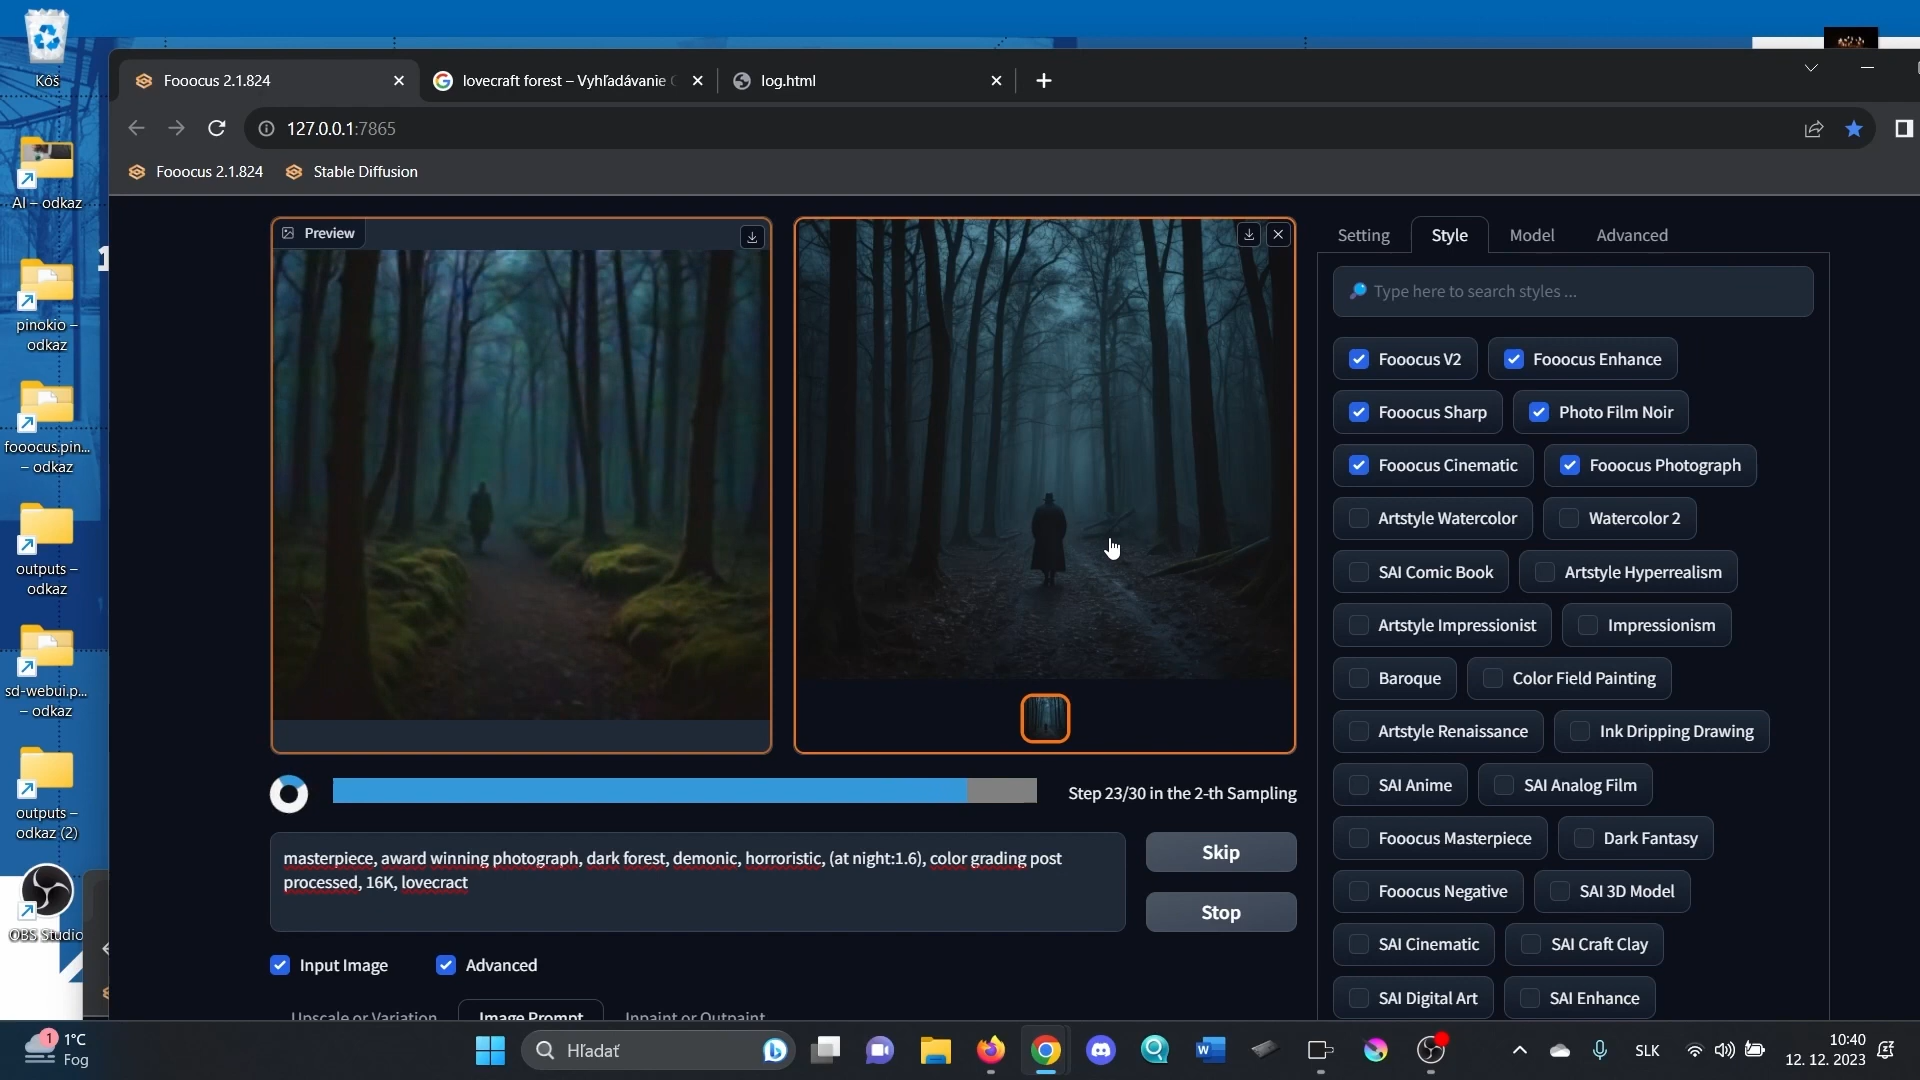 Kôš
AI – odkaz
pinokio –
odkaz
fooocus.pin...
– odkaz
outputs –
odkaz
sd-webui.p...
– odkaz
outputs –
odkaz (2)
OBS Studio
Fooocus 2.1.824
lovecraft forest – Vyhľadávanie
log.html
127.0.0.1:7865
Fooocus 2.1.824
Stable Diffusion
Preview
Step 23/30 in the 2-th Sampling
masterpiece, award winning photograph, dark forest, demonic, horroristic, (at night:1.6), color grading post
processed, 16K, lovecract
Skip
Stop
Input Image
Advanced
Upscale or Variation
Image Prompt
Inpaint or Outpaint
Setting
Style
Model
Advanced
Type here to search styles ...
Fooocus V2
Fooocus Enhance
Fooocus Sharp
Photo Film Noir
Fooocus Cinematic
Fooocus Photograph
Artstyle Watercolor
Watercolor 2
SAI Comic Book
Artstyle Hyperrealism
Artstyle Impressionist
Impressionism
Baroque
Color Field Painting
Artstyle Renaissance
Ink Dripping Drawing
SAI Anime
SAI Analog Film
Fooocus Masterpiece
Dark Fantasy
Fooocus Negative
SAI 3D Model
SAI Cinematic
SAI Craft Clay
SAI Digital Art
SAI Enhance
1
1°C
Fog
Hľadať
SLK
10:40
12. 12. 2023